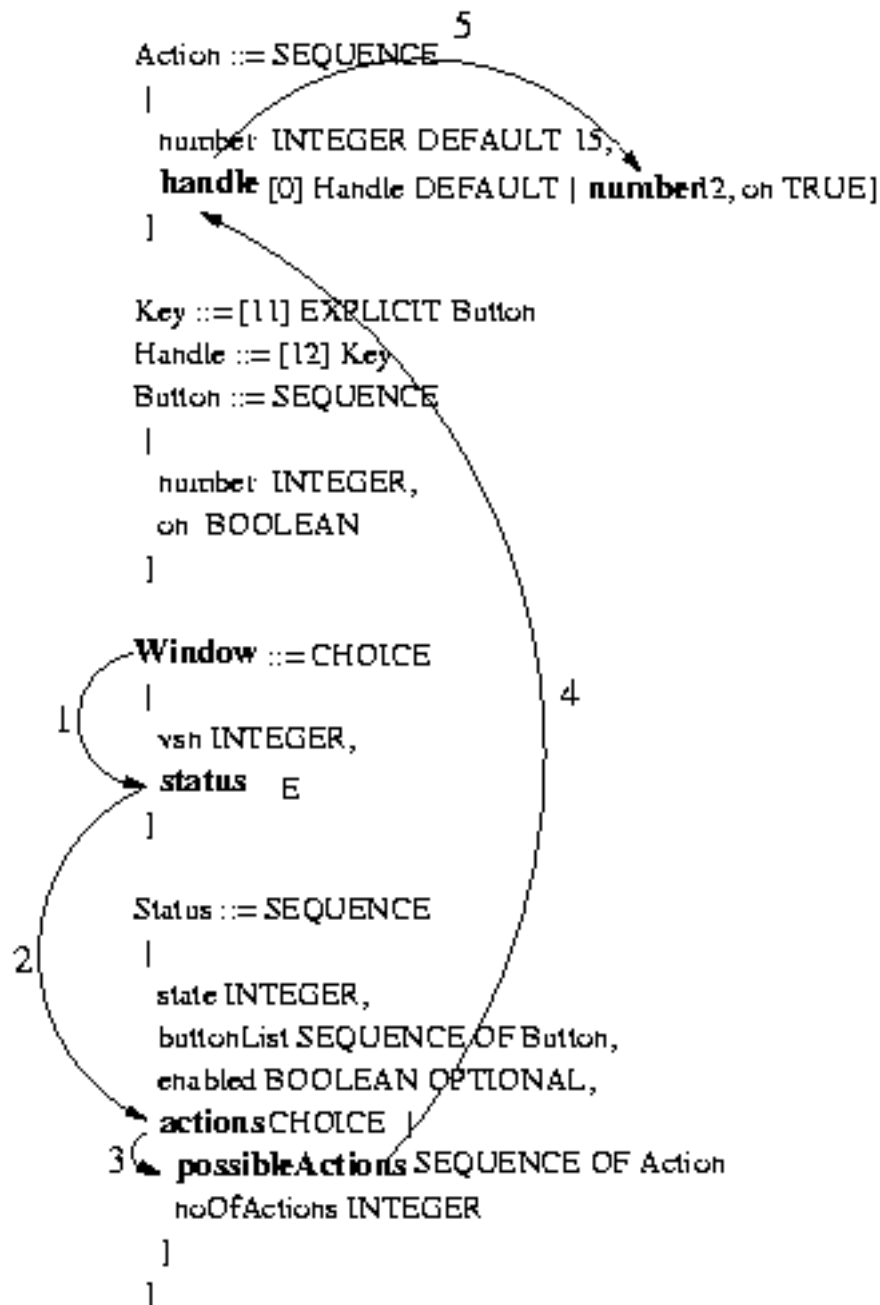 5
Action ::= SEQUENCE
|
number INTEGER DEFAULT 15,
handle [0] Handle DEFAULT | number12, on TRUE]
]
Key ::= [11] EXPLICIT Button
Handle ::= [12] Key
Button ::= SEQUENCE
|
number INTEGER,
on BOOLEAN
]
Window ::= CHOICE
|
4
1
vsn INTEGER,
status E
]
Status ::= SEQUENCE
2
|
state INTEGER,
buttonList SEQUENCE OF Button,
enabled BOOLEAN OPTIONAL,
actions CHOICE |
3
possibleActions SEQUENCE OF Action
noOfActions INTEGER
]
]